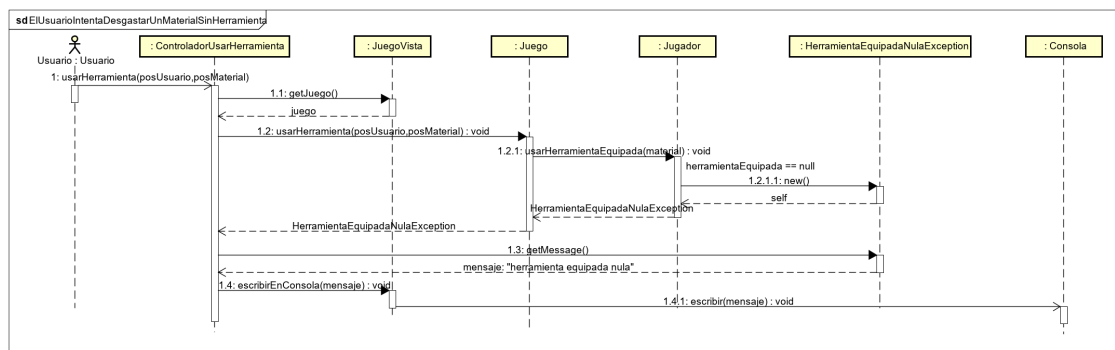 sd ElUsuarioIntentaDesgastarUnMaterialSinHerramienta
Usuario : Usuario
: ControladorUsarHerramienta
: JuegoVista
: Juego
: Jugador
: HerramientaEquipadaNulaException
: Consola
1: usarHerramienta(posUsuario,posMaterial)
1.1: getJuego()
juego
1.2: usarHerramienta(posUsuario,posMaterial) : void
1.2.1: usarHerramientaEquipada(material) : void
herramientaEquipada == null
1.2.1.1: new()
self
HerramientaEquipadaNulaException
HerramientaEquipadaNulaException
1.3: getMessage()
mensaje: "herramienta equipada nula"
1.4: escribirEnConsola(mensaje) : void
1.4.1: escribir(mensaje) : void